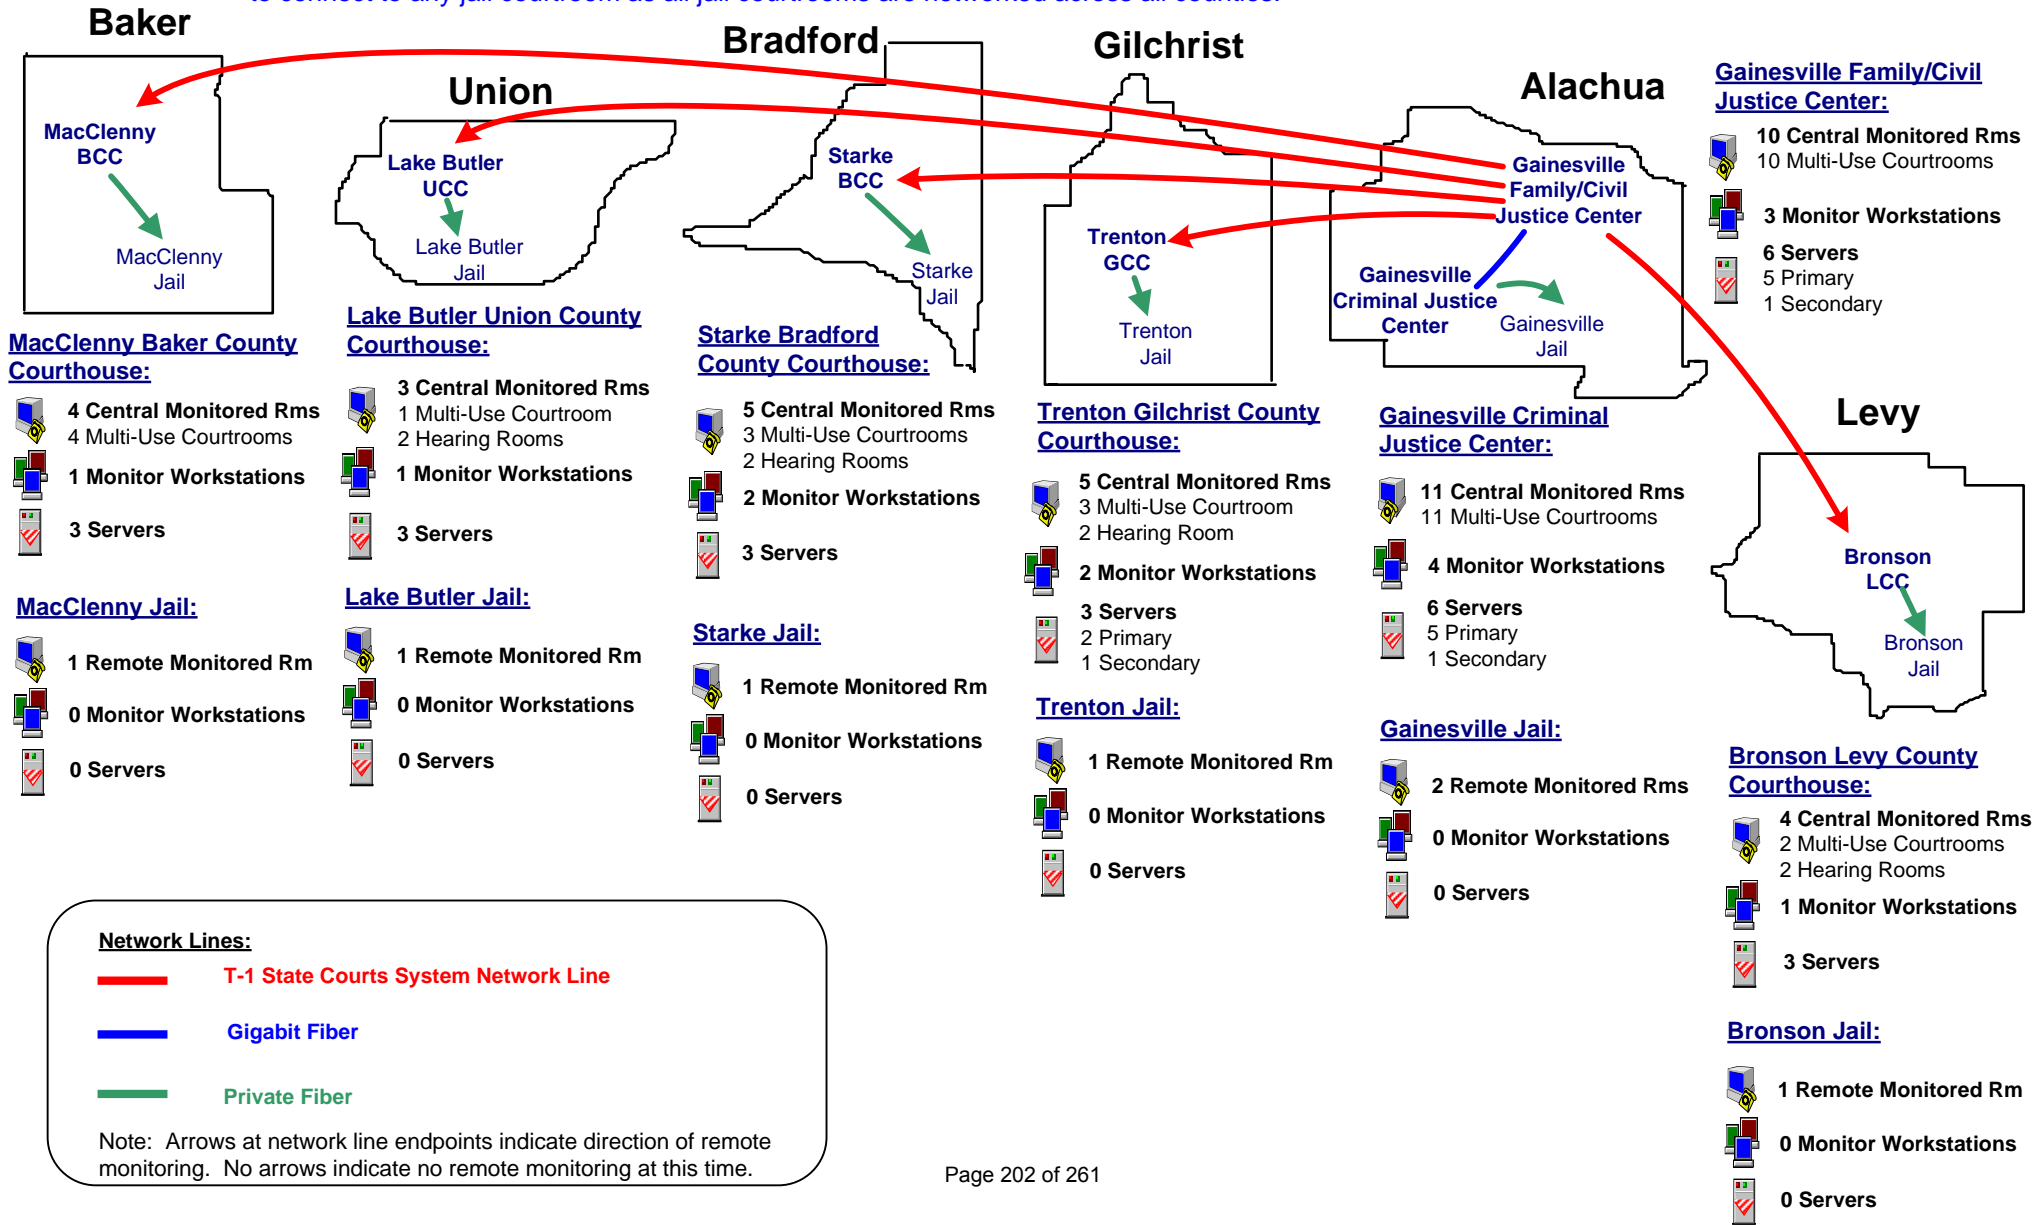 to connect to any jail courtroom as all jail courtrooms are networked across all counties.
Baker
Union
Bradford
Gilchrist
Alachua
Levy
MacClenny
BCC
MacClenny
Jail
Lake Butler
UCC
Lake Butler
Jail
Starke
BCC
Starke
Jail
Trenton
GCC
Trenton
Jail
Gainesville
Family/Civil
Justice Center
Gainesville
Criminal Justice
Center
Gainesville
Jail
Bronson
LCC
Bronson
Jail
Gainesville Family/Civil
Justice Center:
10 Central Monitored Rms
10 Multi-Use Courtrooms
3 Monitor Workstations
6 Servers
5 Primary
1 Secondary
MacClenny Baker County
Courthouse:
4 Central Monitored Rms
4 Multi-Use Courtrooms
1 Monitor Workstations
3 Servers
MacClenny Jail:
1 Remote Monitored Rm
0 Monitor Workstations
0 Servers
Lake Butler Union County
Courthouse:
3 Central Monitored Rms
1 Multi-Use Courtroom
2 Hearing Rooms
1 Monitor Workstations
3 Servers
Lake Butler Jail:
1 Remote Monitored Rm
0 Monitor Workstations
0 Servers
Starke Bradford
County Courthouse:
5 Central Monitored Rms
3 Multi-Use Courtrooms
2 Hearing Rooms
2 Monitor Workstations
3 Servers
Starke Jail:
1 Remote Monitored Rm
0 Monitor Workstations
0 Servers
Trenton Gilchrist County
Courthouse:
5 Central Monitored Rms
3 Multi-Use Courtroom
2 Hearing Room
2 Monitor Workstations
3 Servers
2 Primary
1 Secondary
Trenton Jail:
1 Remote Monitored Rm
0 Monitor Workstations
0 Servers
Gainesville Criminal
Justice Center:
11 Central Monitored Rms
11 Multi-Use Courtrooms
4 Monitor Workstations
6 Servers
5 Primary
1 Secondary
Gainesville Jail:
2 Remote Monitored Rms
0 Monitor Workstations
0 Servers
Bronson Levy County
Courthouse:
4 Central Monitored Rms
2 Multi-Use Courtrooms
2 Hearing Rooms
1 Monitor Workstations
3 Servers
Bronson Jail:
1 Remote Monitored Rm
0 Monitor Workstations
0 Servers
Network Lines:
T-1 State Courts System Network Line
Gigabit Fiber
Private Fiber
Note: Arrows at network line endpoints indicate direction of remote
monitoring. No arrows indicate no remote monitoring at this time.
Page 202 of 261